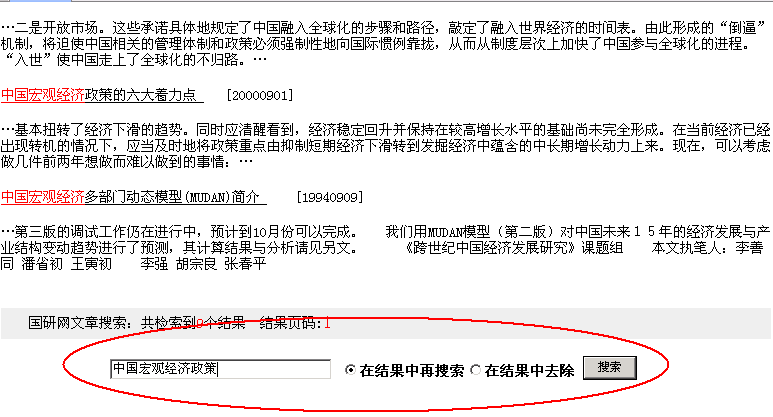 …二是开放市场。这些承诺具体地规定了中国融入全球化的步骤和路径，敲定了融入世界经济的时间表。由此形成的“倒逼”
机制，将迫使中国相关的管理体制和政策必须强制性地向国际惯例靠拢，从而从制度层次上加快了中国参与全球化的进程。
“入世”使中国走上了全球化的不归路。…
中国宏观经济政策的六大着力点 [20000901]
…基本扭转了经济下滑的趋势。同时应清醒看到，经济稳定回升并保持在较高增长水平的基础尚未完全形成。在当前经济已经
出现转机的情况下，应当及时地将政策重点由抑制短期经济下滑转到发掘经济中蕴含的中长期增长动力上来。现在，可以考虑
做几件前两年想做而难以做到的事情：…
中国宏观经济多部门动态模型(MUDAN)简介 [19940909]
…第三版的调试工作仍在进行中，预计到10月份可以完成。 我们用MUDAN模型（第二版）对中国未来１５年的经济发展与产
业结构变动趋势进行了预测，其计算结果与分析请见另文。 《跨世纪中国经济发展研究》课题组 本文执笔人：李善
同 潘省初 王寅初 李强 胡宗良 张春平
国研网文章搜索：共检索到9个结果 结果页码:1
中国宏观经济政策 在结果中再搜索 在结果中去除 搜索